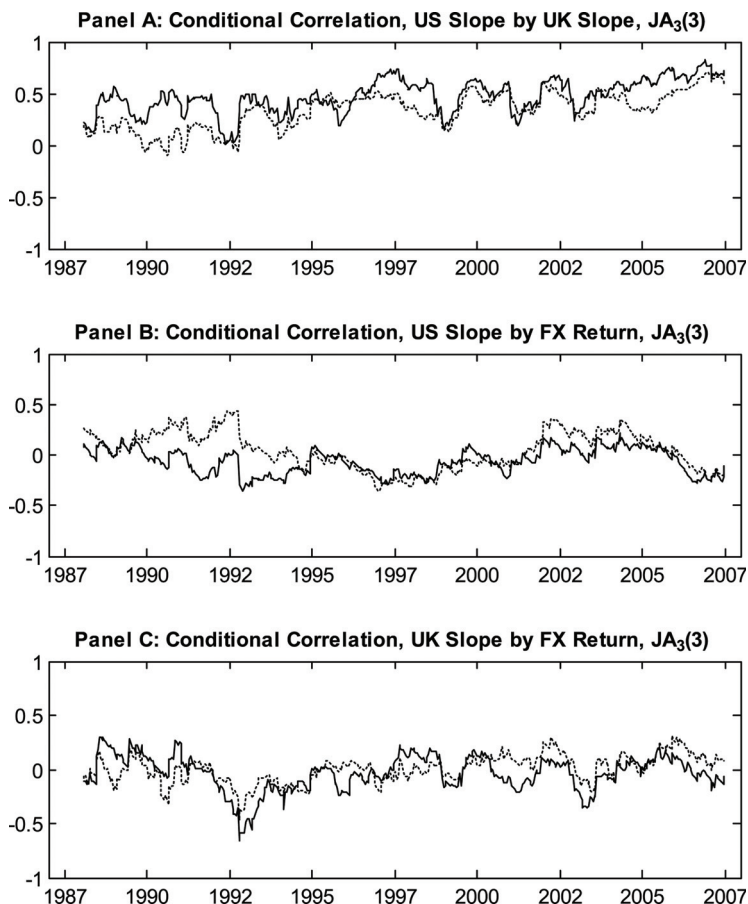 Panel A: Conditional Correlation, US Slope by UK Slope, JA₃(3)
1
0.5
0
-0.5
-1
1987 1990 1992 1995 1997 2000 2002 2005 2007
Panel B: Conditional Correlation, US Slope by FX Return, JA₃(3)
1
0.5
0
-0.5
-1
1987 1990 1992 1995 1997 2000 2002 2005 2007
Panel C: Conditional Correlation, UK Slope by FX Return, JA₃(3)
1
0.5
0
-0.5
-1
1987 1990 1992 1995 1997 2000 2002 2005 2007